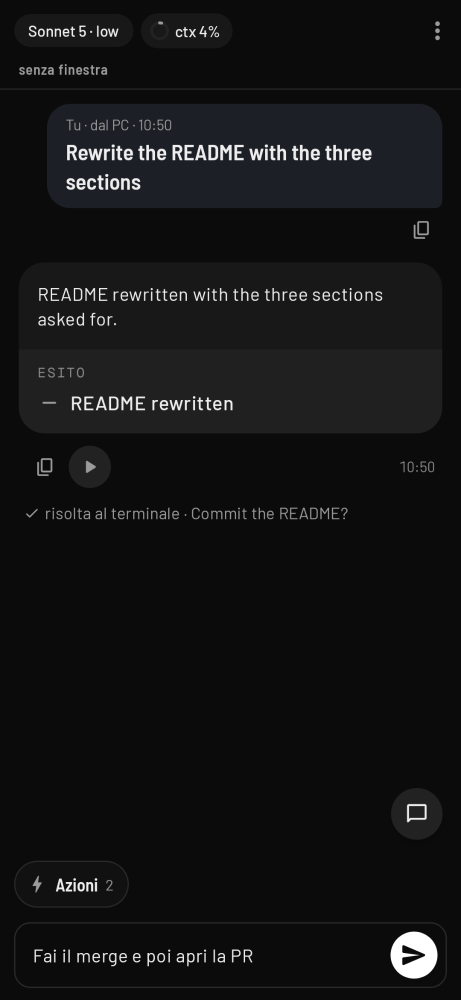 Sonnet 5 · low
ctx 4%
senza finestra
Tu · dal PC · 10:50
Rewrite the README with the three
sections
README rewritten with the three sections
asked for.
ESITO
— README rewritten
10:50
risolta al terminale · Commit the README?
Azioni 2
Fai il merge e poi apri la PR